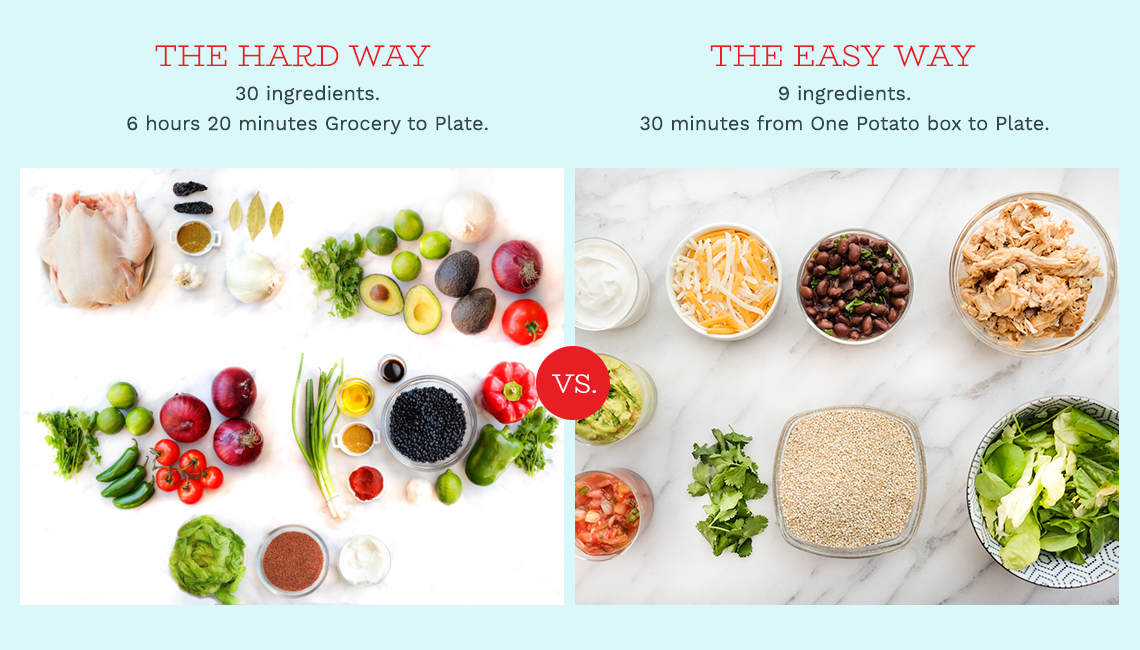 THE HARD WAY
30 ingredients.
6 hours 20 minutes Grocery to Plate.
THE EASY WAY
9 ingredients.
30 minutes from One Potato box to Plate.
VS.